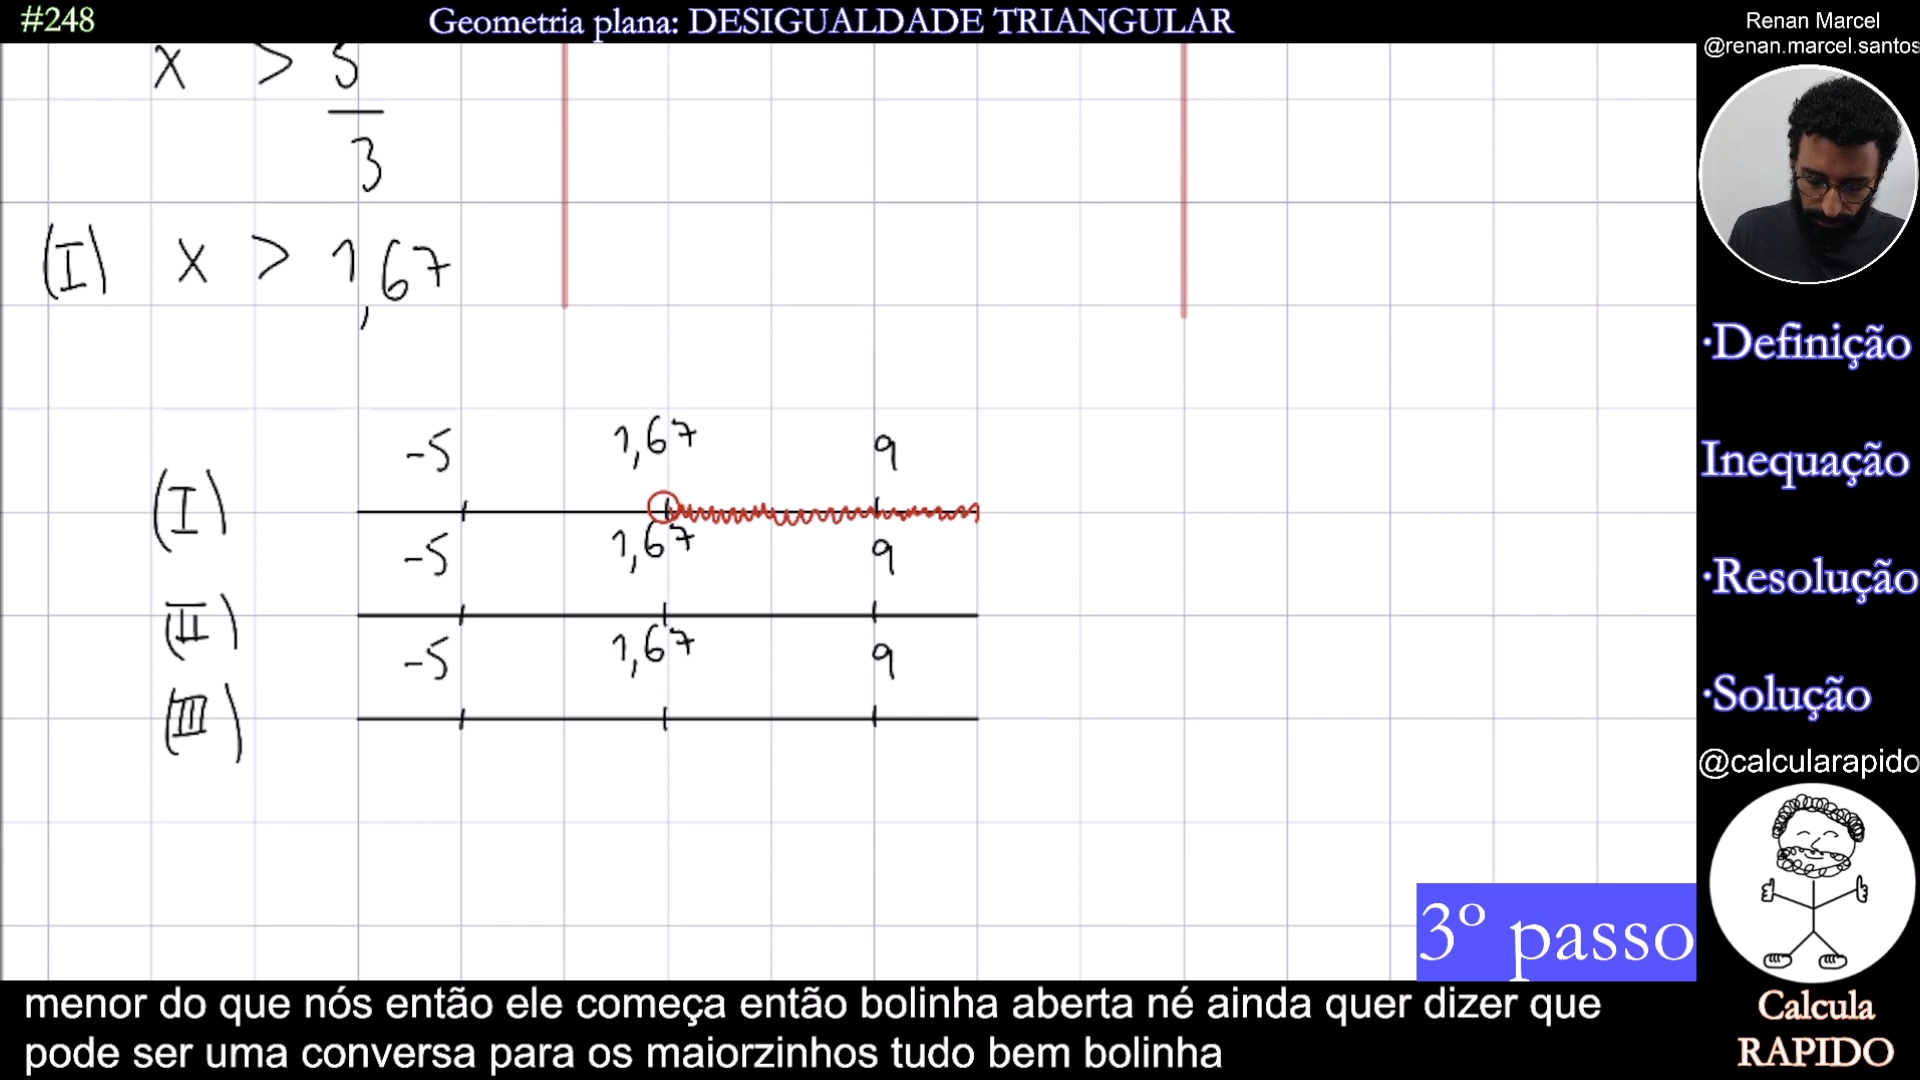 #248
Geometria plana: DESIGUALDADE TRIANGULAR
Renan Marcel
@renan.marcel.santos
x > 5
3
(I) x > 1,67
-5 1,67 9
(I)
-5 1,67 9
(II)
-5 1,67 9
(III)
·Definição
Inequação
·Resolução
·Solução
@calcularapido
3º passo
Calcula
RAPIDO
menor do que nós então ele começa então bolinha aberta né ainda quer dizer que
pode ser uma conversa para os maiorzinhos tudo bem bolinha